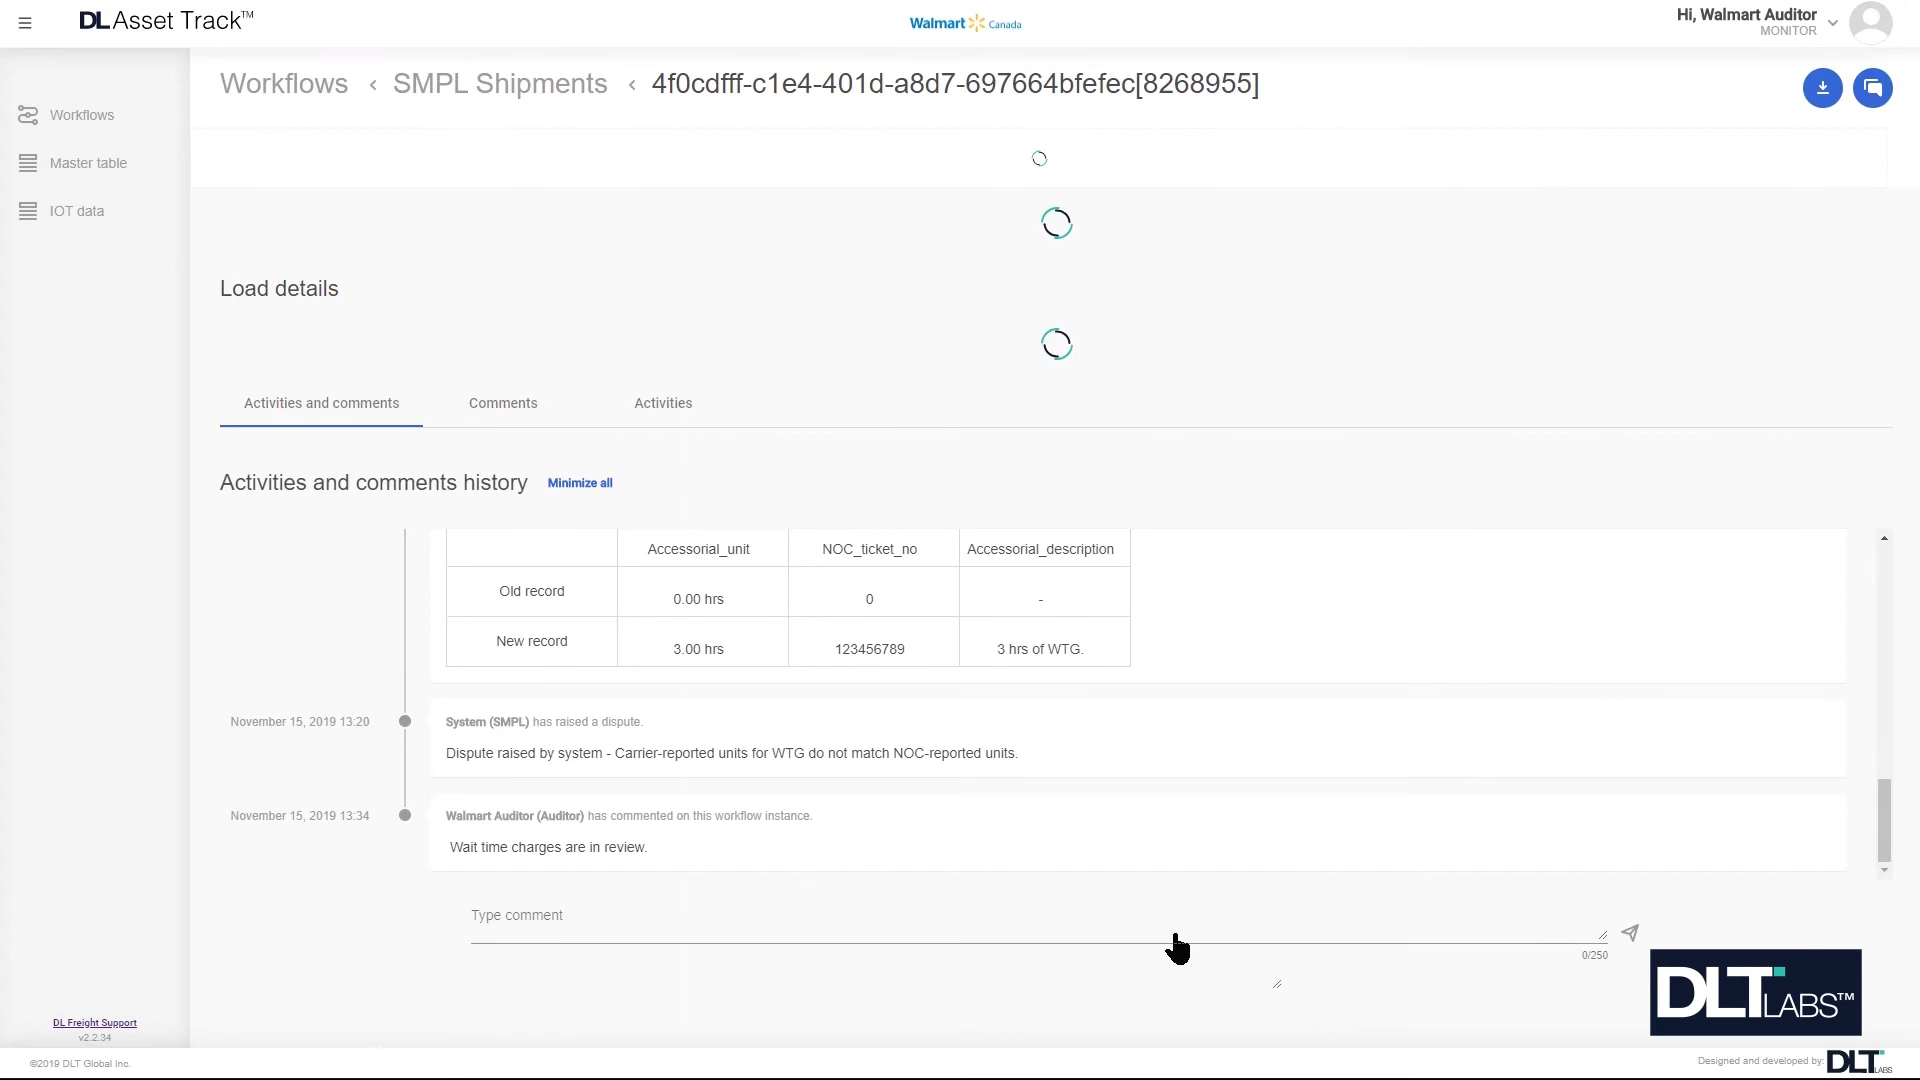 DL Asset Track™
Walmart Canada
Hi, Walmart Auditor
MONITOR
Workflows ‹ SMPL Shipments ‹ 4f0cdfff-c1e4-401d-a8d7-697664bfefec[8268955]
Workflows
Master table
IOT data
Load details
Activities and comments Comments Activities
Activities and comments history Minimize all
Accessorial_unit NOC_ticket_no Accessorial_description
Old record 0.00 hrs 0 -
New record 3.00 hrs 123456789 3 hrs of WTG.
November 15, 2019 13:20 System (SMPL) has raised a dispute.
Dispute raised by system - Carrier-reported units for WTG do not match NOC-reported units.
November 15, 2019 13:34 Walmart Auditor (Auditor) has commented on this workflow instance.
Wait time charges are in review.
Type comment
0/250
DLT LABS™
DL Freight Support
v2.2.34
©2019 DLT Global Inc.
Designed and developed by: DLT LABS